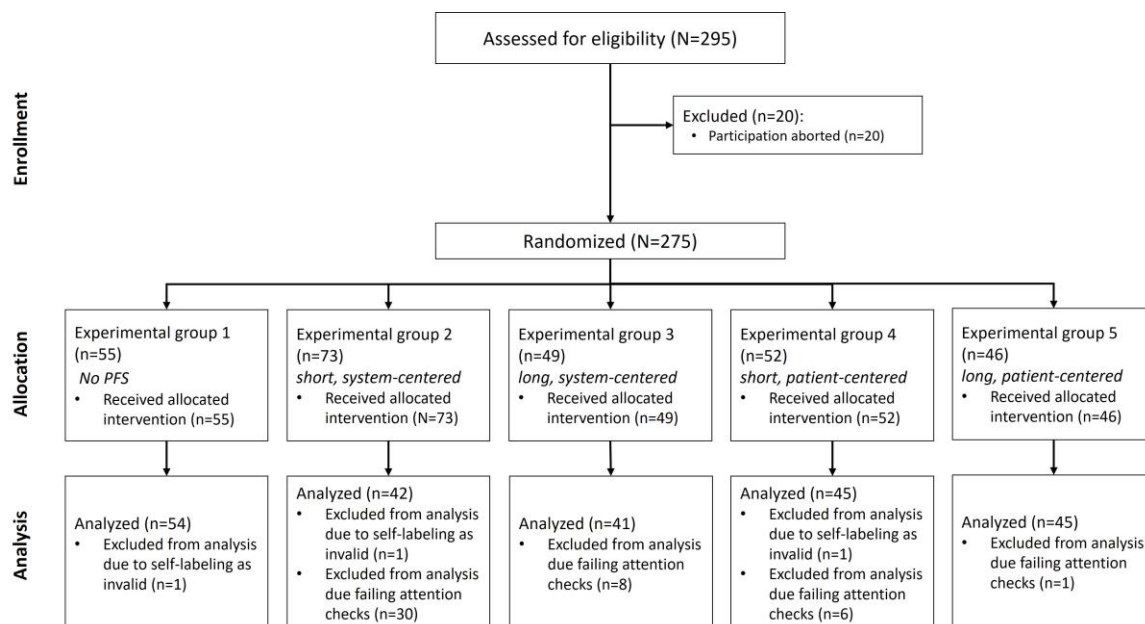 Assessed for eligibility (N=295)
Enrollment
Excluded (n=20):
• Participation aborted (n=20)
Randomized (N=275)
Allocation
Experimental group 1
(n=55)
No PFS
• Received allocated
intervention (n=55)
Experimental group 2
(n=73)
short, system-centered
• Received allocated
intervention (N=73)
Experimental group 3
(n=49)
long, system-centered
• Received allocated
intervention (n=49)
Experimental group 4
(n=52)
short, patient-centered
• Received allocated
intervention (n=52)
Experimental group 5
(n=46)
long, patient-centered
• Received allocated
intervention (n=46)
Analysis
Analyzed (n=54)
• Excluded from analysis
due to self-labeling as
invalid (n=1)
Analyzed (n=42)
• Excluded from analysis
due to self-labeling as
invalid (n=1)
• Excluded from analysis
due failing attention
checks (n=30)
Analyzed (n=41)
• Excluded from analysis
due failing attention
checks (n=8)
Analyzed (n=45)
• Excluded from analysis
due to self-labeling as
invalid (n=1)
• Excluded from analysis
due failing attention
checks (n=6)
Analyzed (n=45)
• Excluded from analysis
due failing attention
checks (n=1)